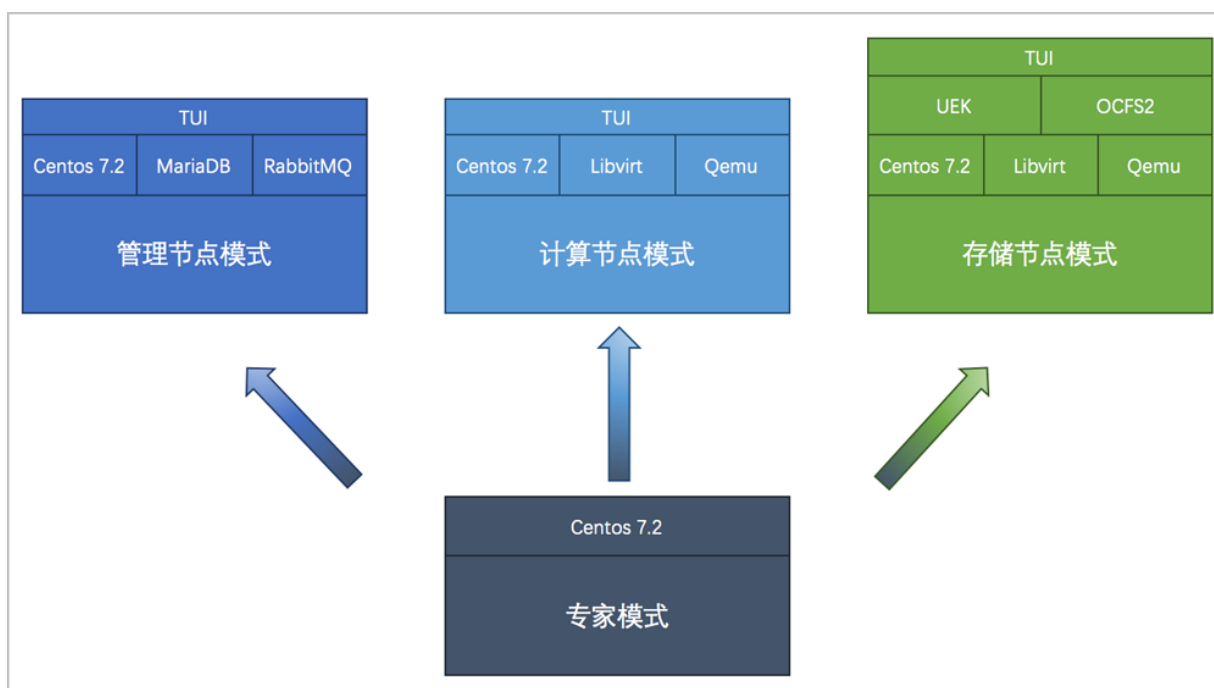 TUI
Centos 7.2 MariaDB RabbitMQ
管理节点模式
TUI
Centos 7.2 Libvirt Qemu
计算节点模式
TUI
UEK OCFS2
Centos 7.2 Libvirt Qemu
存储节点模式
Centos 7.2
专家模式